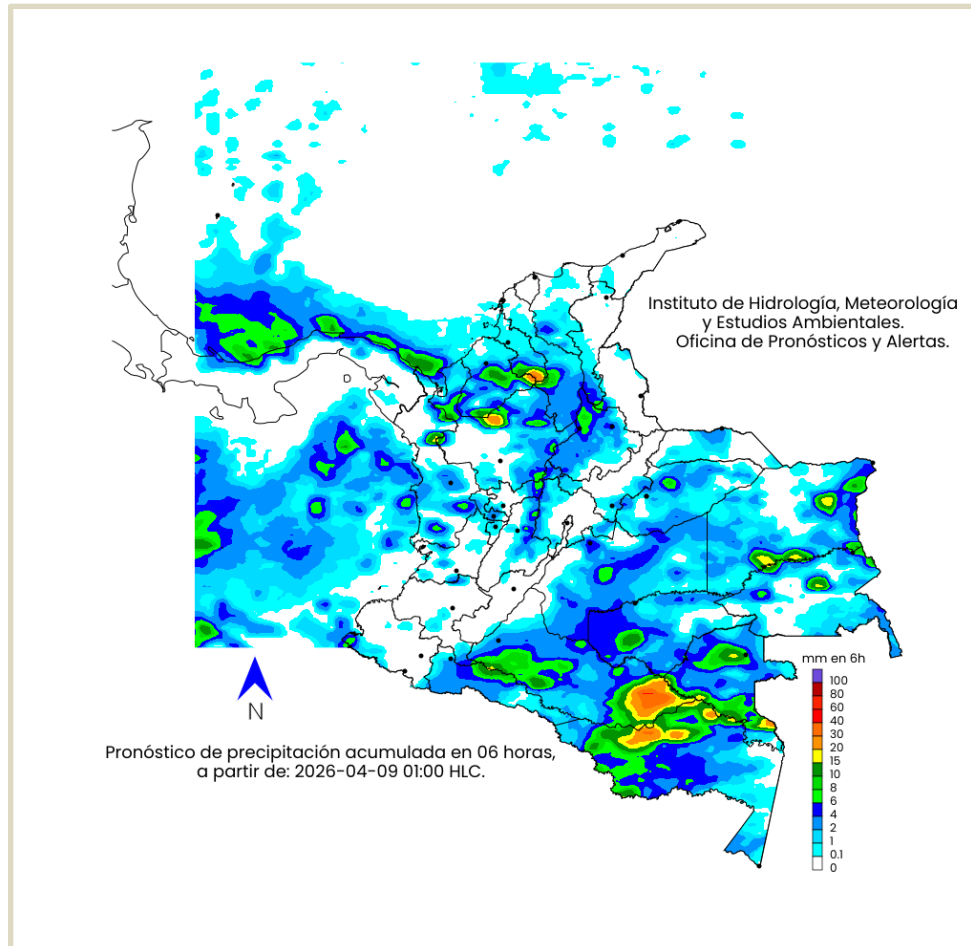 Instituto de Hidrología, Meteorología
y Estudios Ambientales.
Oficina de Pronósticos y Alertas.
mm en 6h
100
80
60
40
30
20
15
10
8
6
4
2
1
0.1
0
N
Pronóstico de precipitación acumulada en 06 horas,
a partir de: 2026-04-09 01:00 HLC.